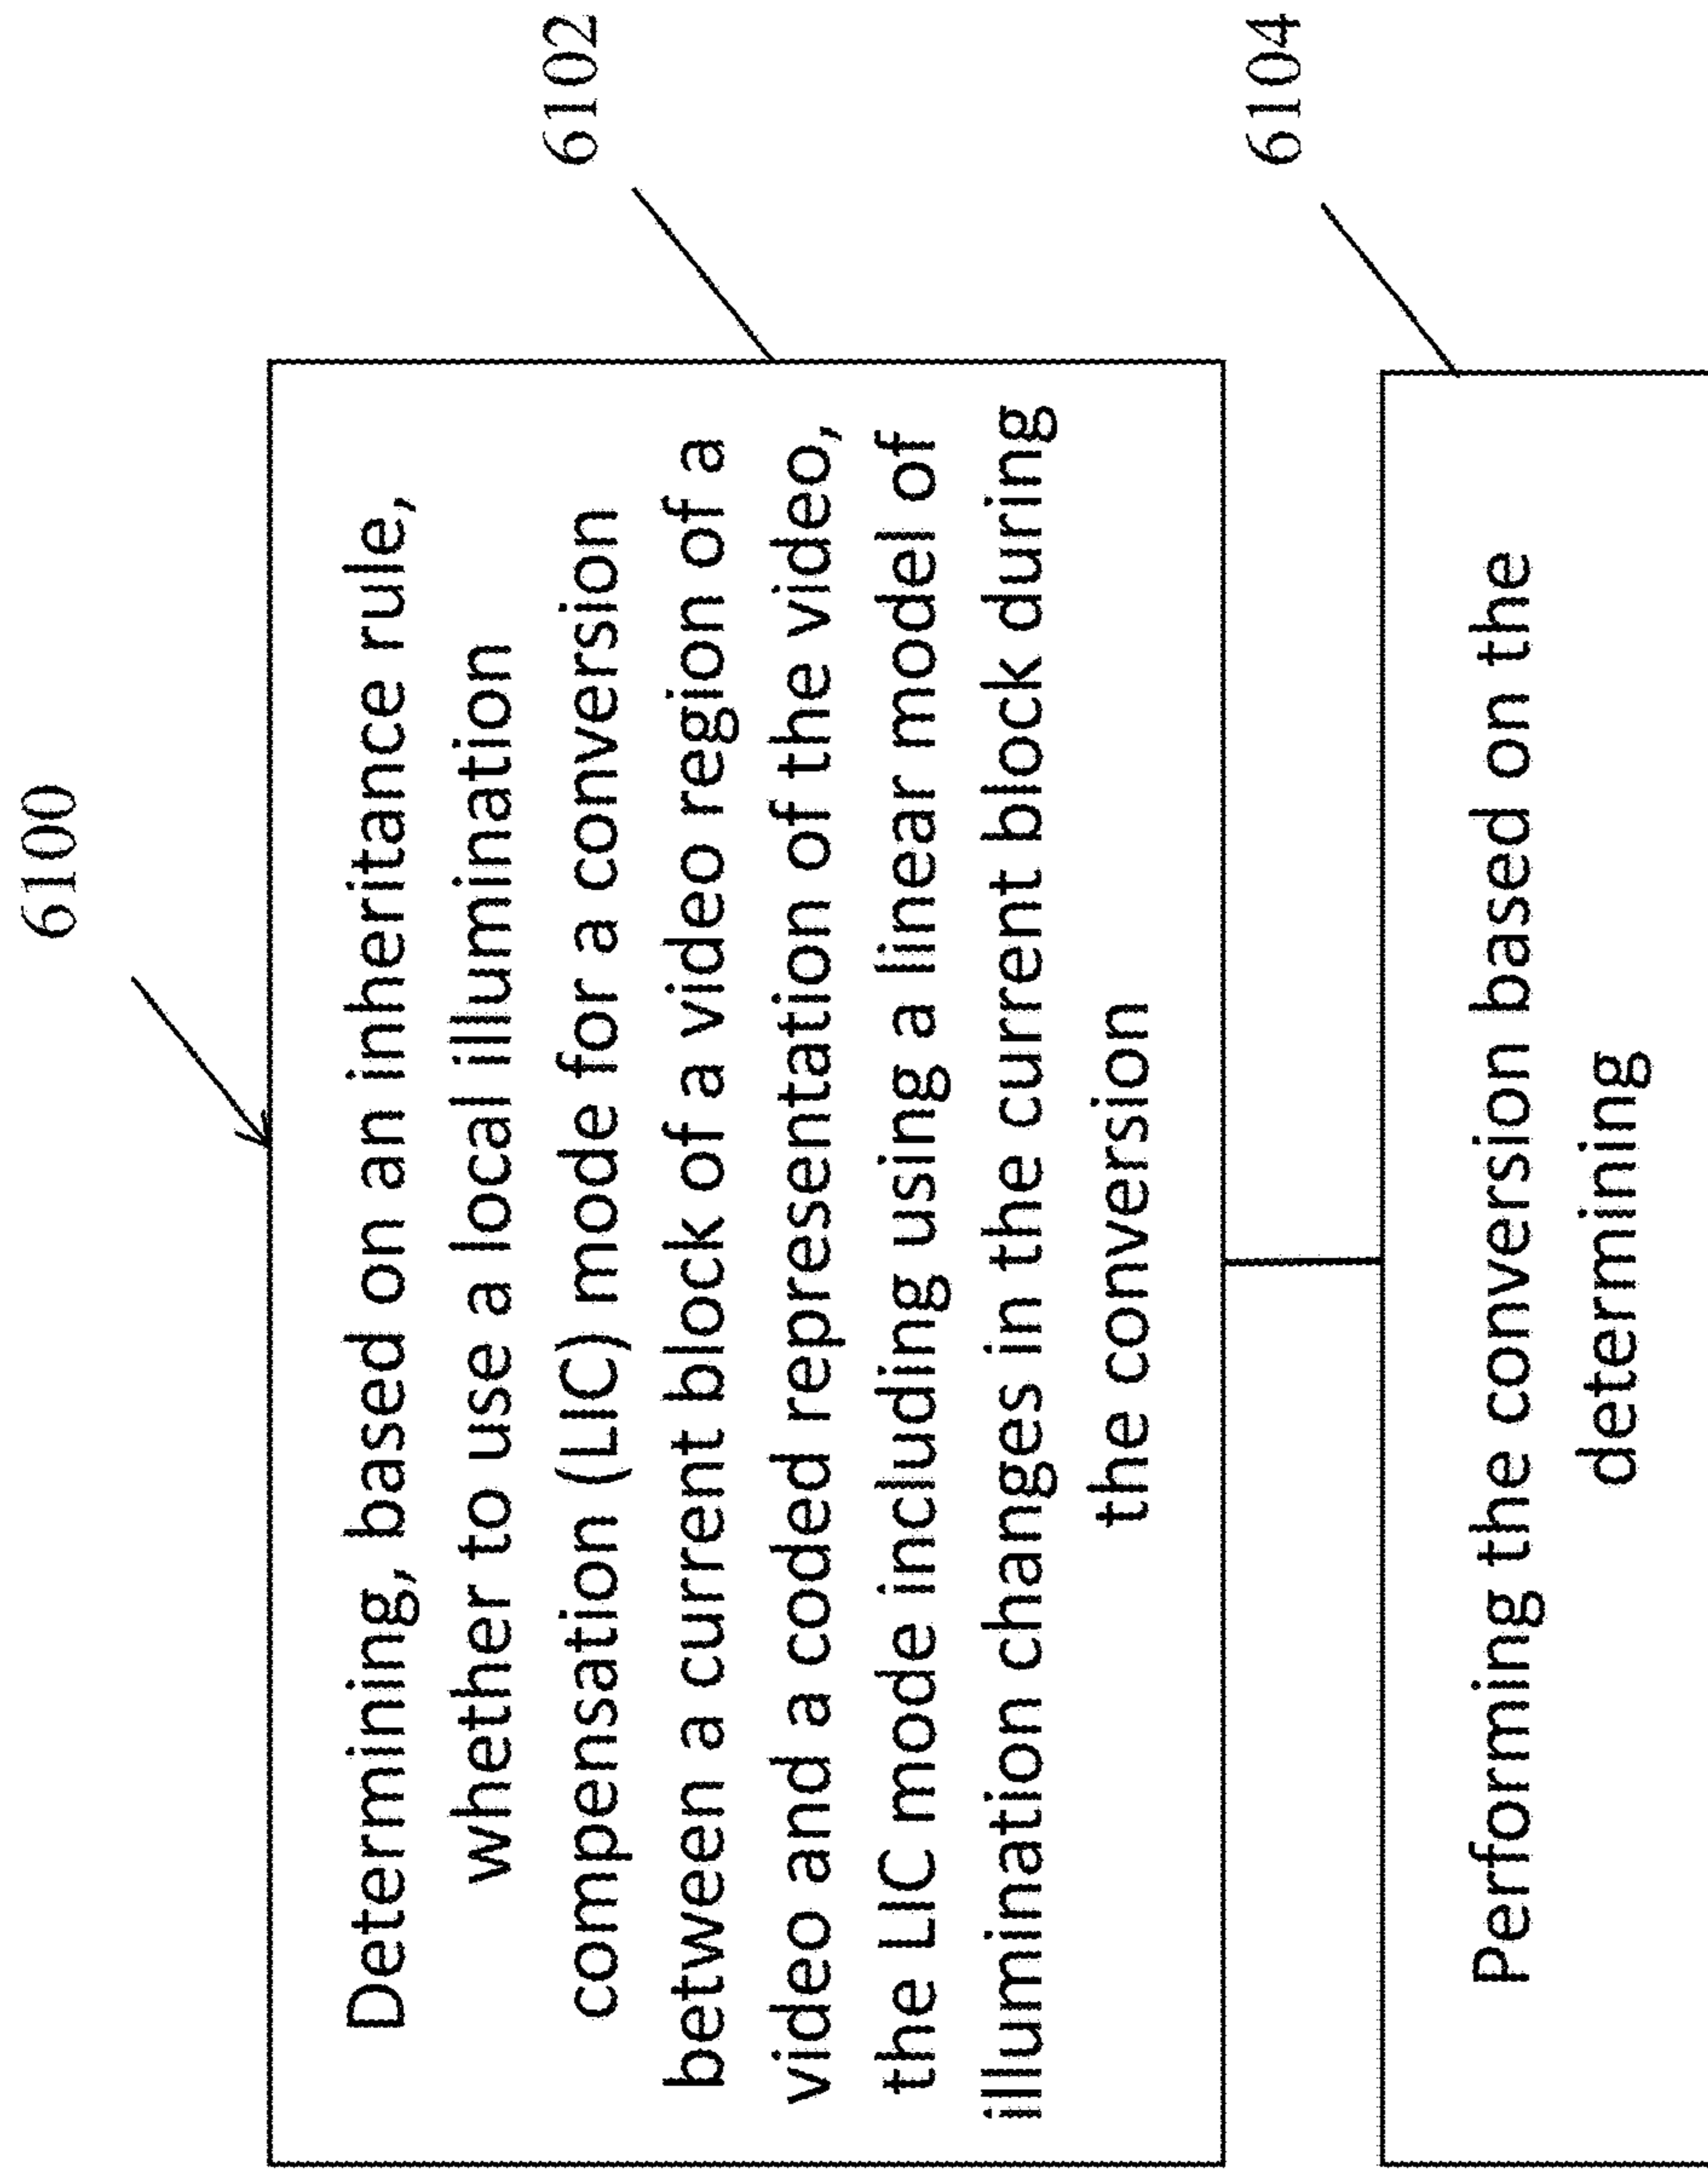 6100
Determining, based on an inheritance rule,
whether to use a local illumination
compensation (LIC) mode for a conversion
between a current block of a video region of a
video and a coded representation of the video,
the LIC mode including using a linear model of
illumination changes in the current block during
the conversion
6102
Performing the conversion based on the
determining
6104